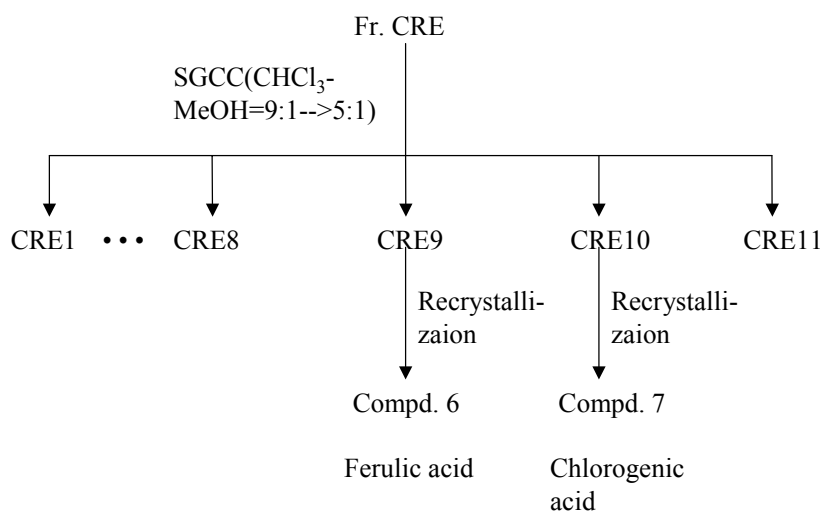 Fr. CRE
SGCC(CHCl₃-
MeOH=9:1-->5:1)
CRE1 • • • CRE8 CRE9 CRE10 CRE11
Recrystalli- Recrystalli-
zaion zaion
Compd. 6 Compd. 7
Ferulic acid Chlorogenic
acid